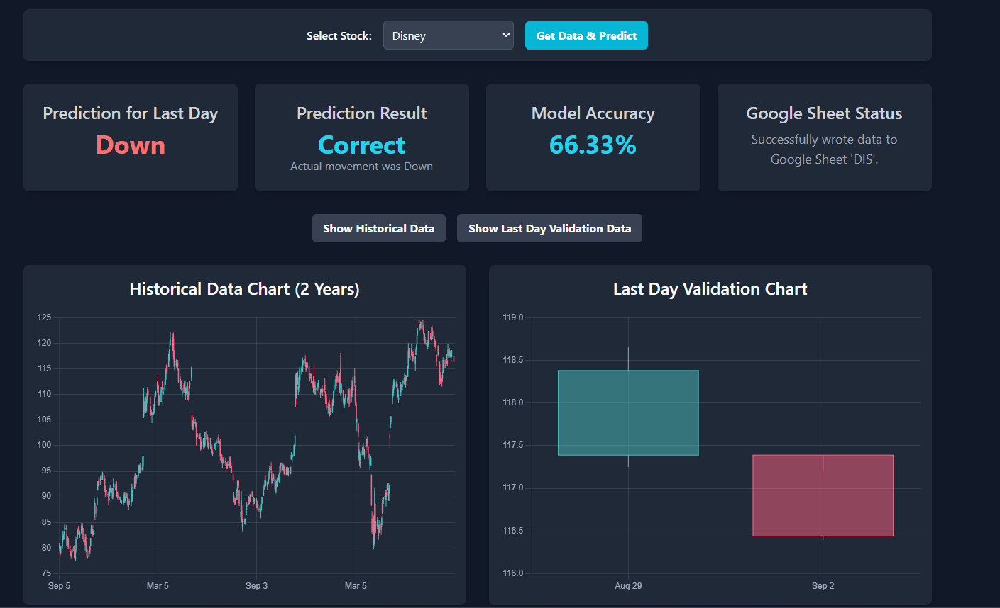 Select Stock:
Disney
Get Data & Predict
Prediction for Last Day
Down
Prediction Result
Correct
Actual movement was Down
Model Accuracy
66.33%
Google Sheet Status
Successfully wrote data to
Google Sheet 'DIS'.
Show Historical Data
Show Last Day Validation Data
Historical Data Chart (2 Years)
125
120
115
110
105
100
95
90
85
80
75
Sep 5
Mar 5
Sep 3
Mar 5
Last Day Validation Chart
119.0
118.5
118.0
117.5
117.0
116.5
116.0
Aug 29
Sep 2